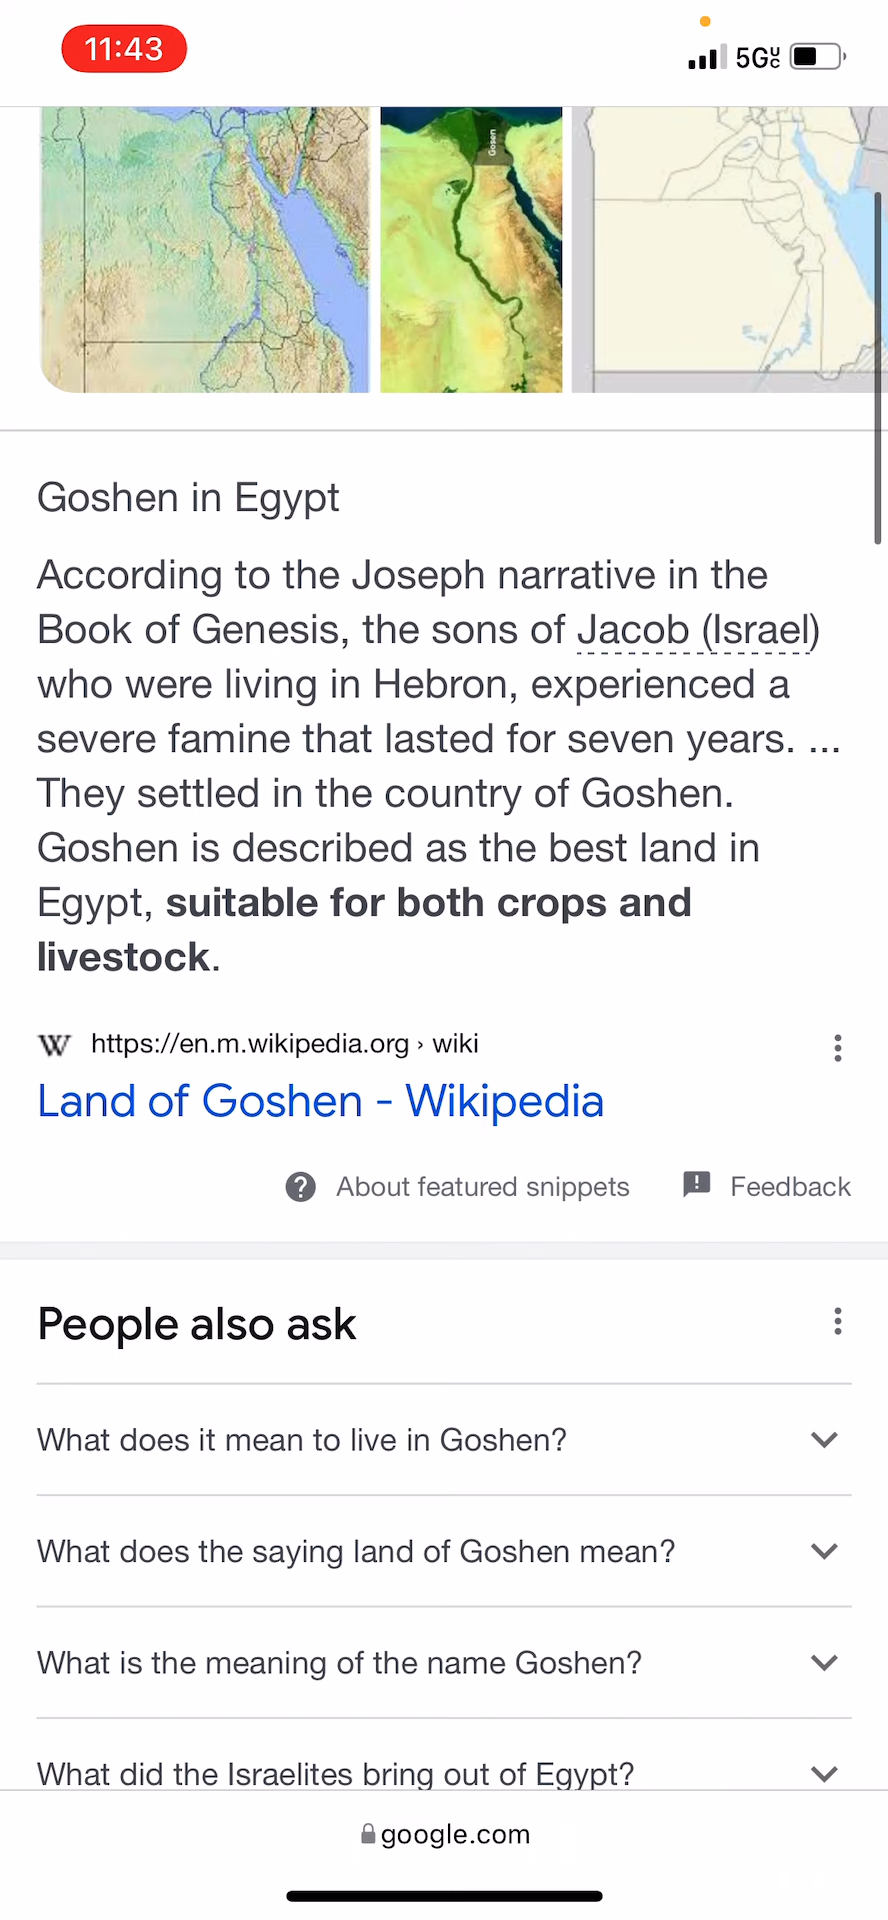 11:43
5GUC
Gosen
Goshen in Egypt
According to the Joseph narrative in the
Book of Genesis, the sons of Jacob (Israel)
who were living in Hebron, experienced a
severe famine that lasted for seven years. ...
They settled in the country of Goshen.
Goshen is described as the best land in
Egypt, suitable for both crops and
livestock.
W https://en.m.wikipedia.org › wiki
Land of Goshen - Wikipedia
About featured snippets Feedback
People also ask
What does it mean to live in Goshen?
What does the saying land of Goshen mean?
What is the meaning of the name Goshen?
What did the Israelites bring out of Egypt?
google.com